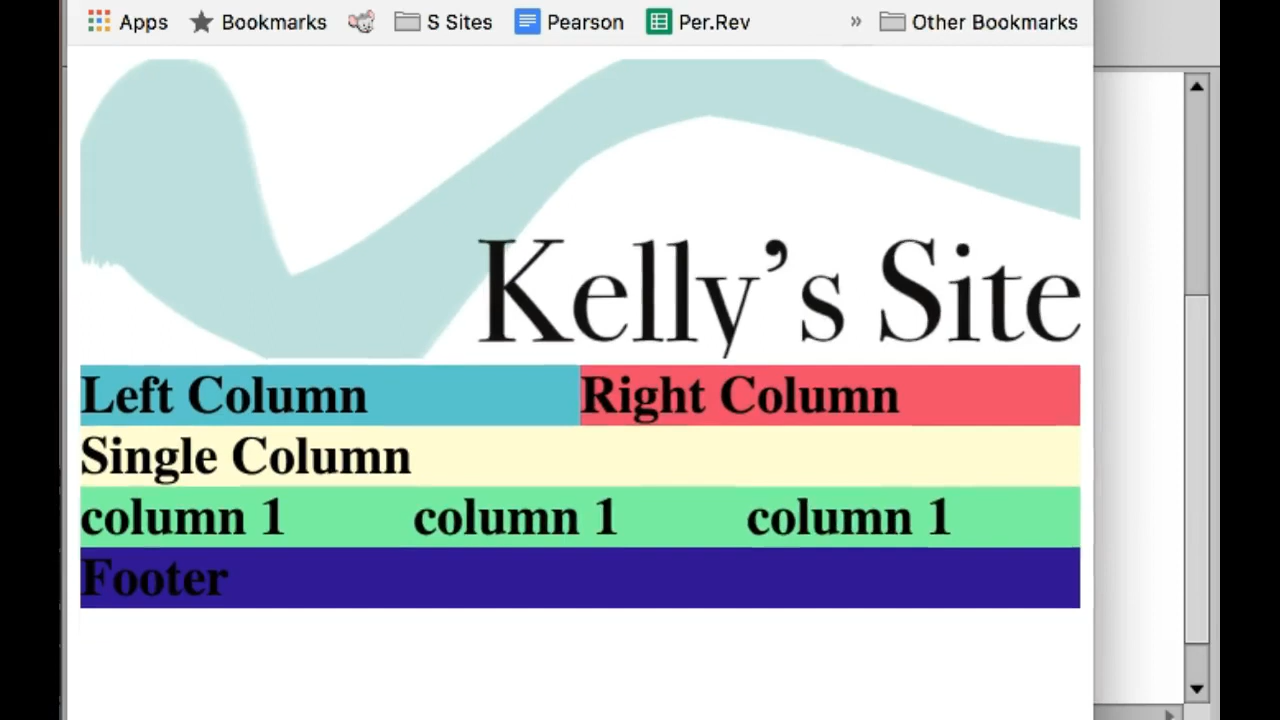 Apps Bookmarks S Sites Pearson Per.Rev » Other Bookmarks
Kelly’s Site
Left Column Right Column
Single Column
column 1 column 1 column 1
Footer